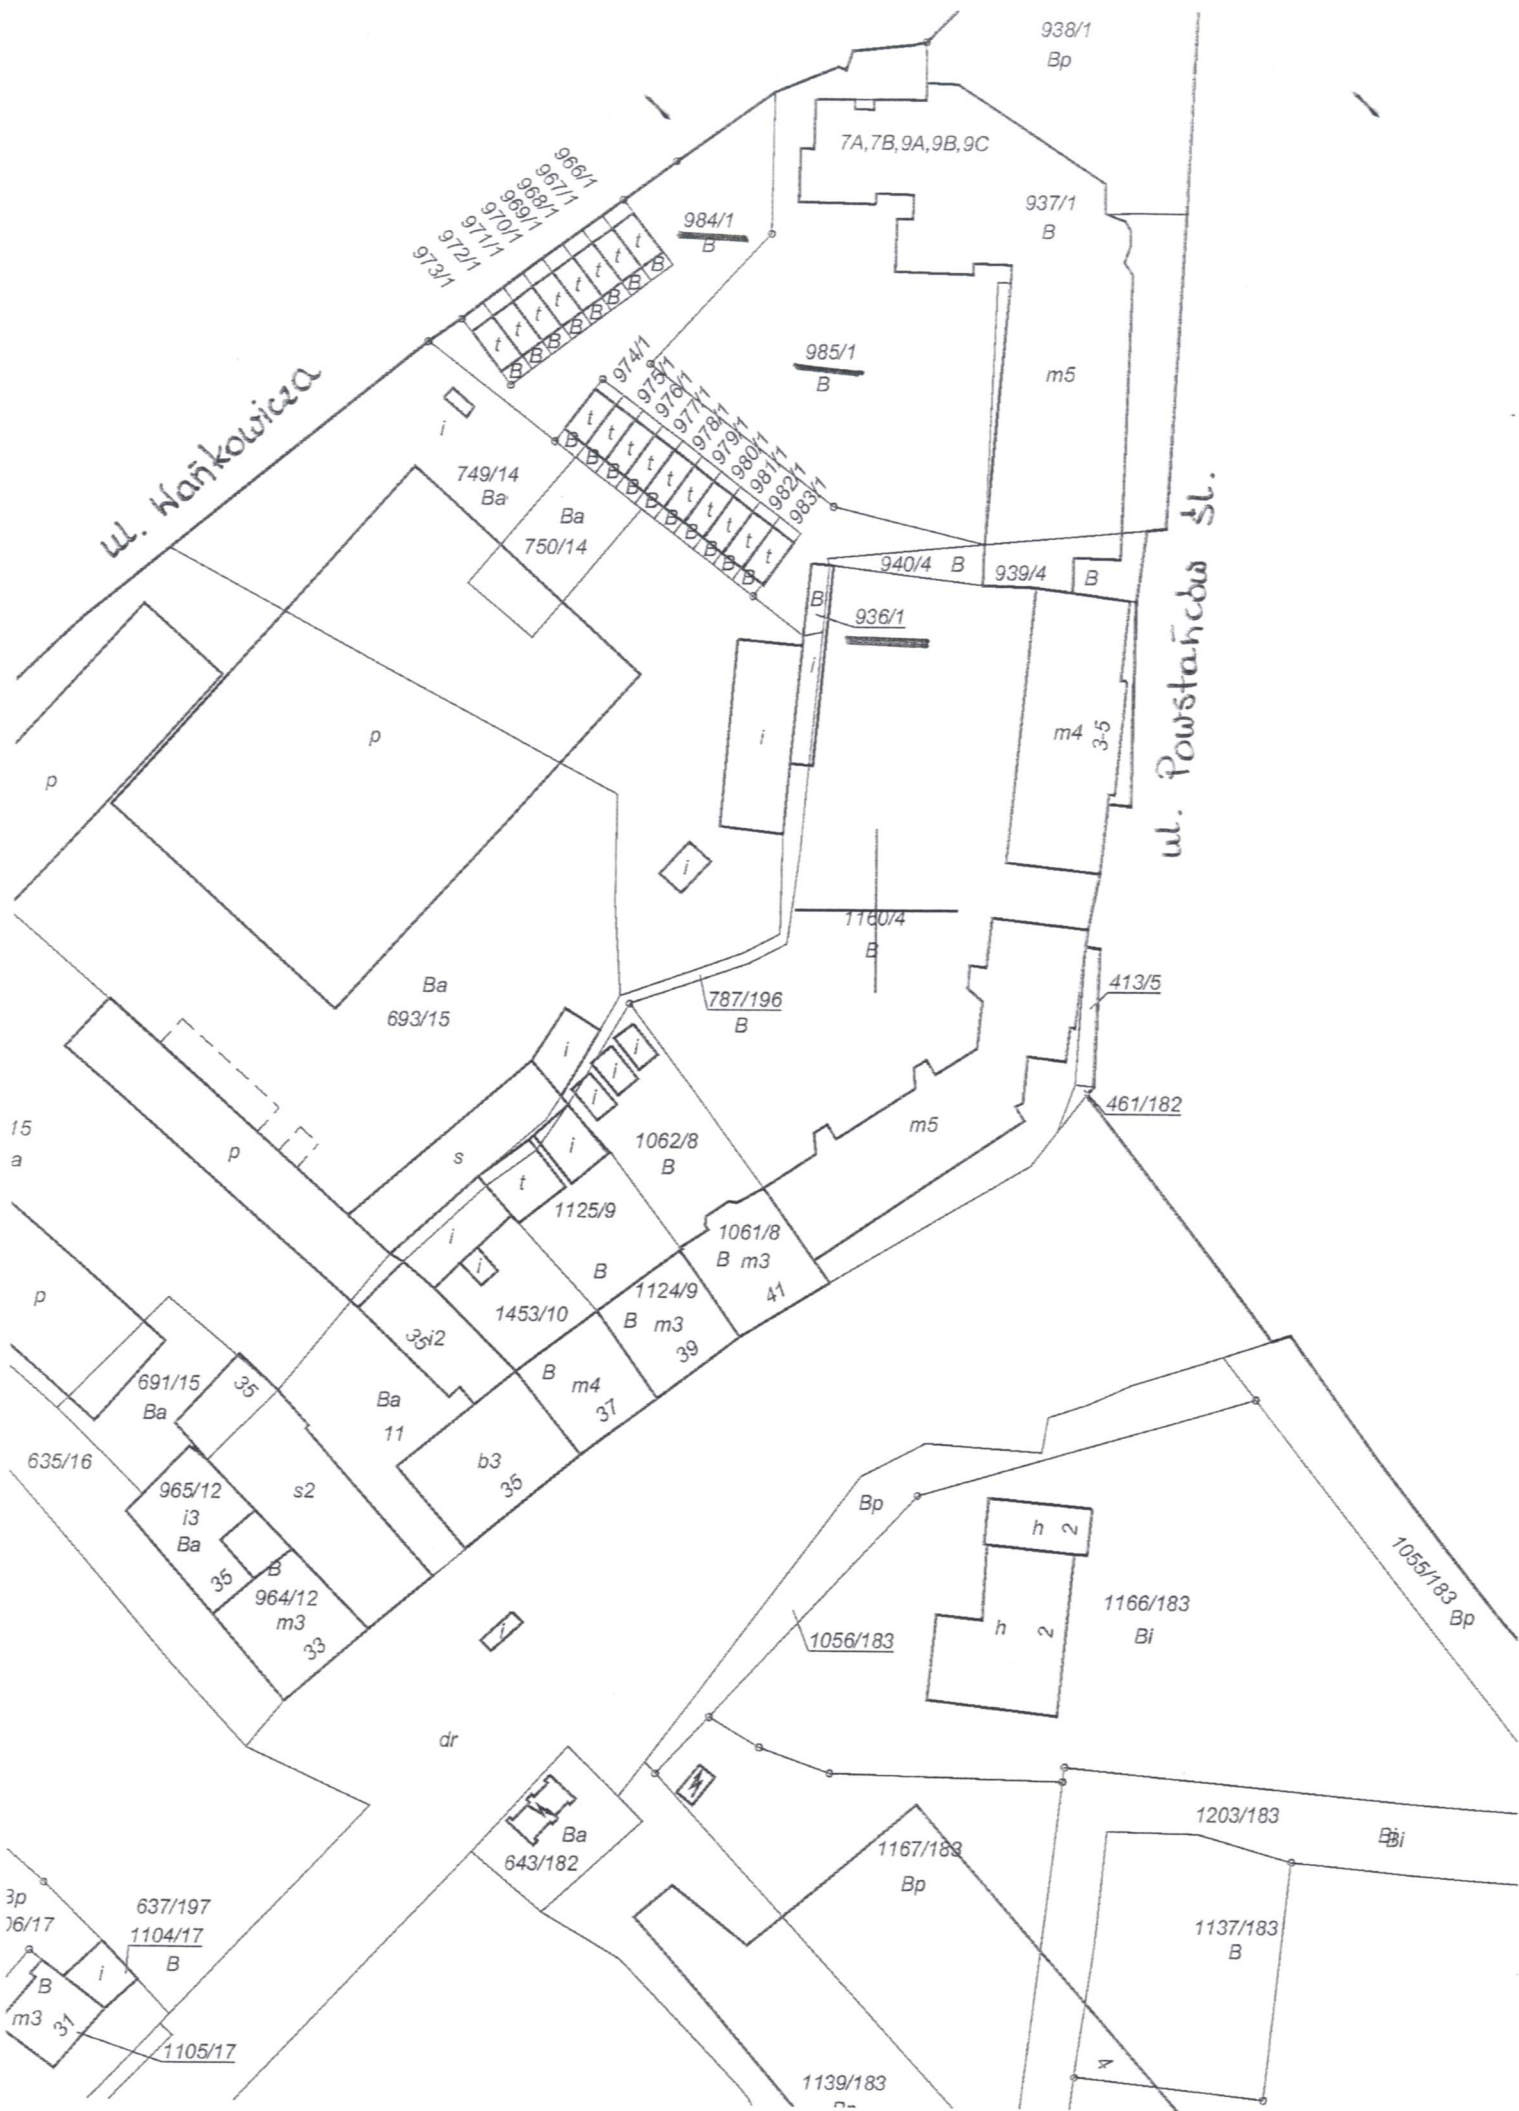 938/1
Bp
7A,7B,9A,9B,9C
966/1
967/1
968/1
969/1
970/1
971/1
972/1
973/1
984/1
B
937/1
B
t
t
t
t
t
t
t
t
B
B
B
B
B
B
B
B
985/1
B
m5
974/1
975/1
976/1
977/1
978/1
979/1
980/1
981/1
982/1
983/1
t
t
t
t
t
t
t
t
t
t
B
B
B
B
B
B
B
B
B
B
ul. Wańkowicza
i
749/14
Ba
Ba
750/14
940/4 B
939/4
B
B
936/1
i
i
ul. Powstańców Śl.
m4
3-5
p
p
i
1160/4
B
Ba
693/15
787/196
B
413/5
461/182
i
i
i
i
15
a
p
s
i
1062/8
B
m5
t
1125/9
i
i
1061/8
B m3
41
B
1124/9
B
m3
39
1453/10
p
35
i2
B
m4
37
691/15
Ba
35
Ba
11
b3
35
635/16
965/12
i3
Ba
35
s2
B
964/12
m3
33
i
Bp
h
2
h
2
1056/183
1166/183
Bi
1055/183
Bp
dr
Ba
643/182
1203/183
Bi
Bi
1167/183
Bp
1137/183
B
Bp
06/17
637/197
1104/17
B
i
B
m3
31
1105/17
4
1139/183